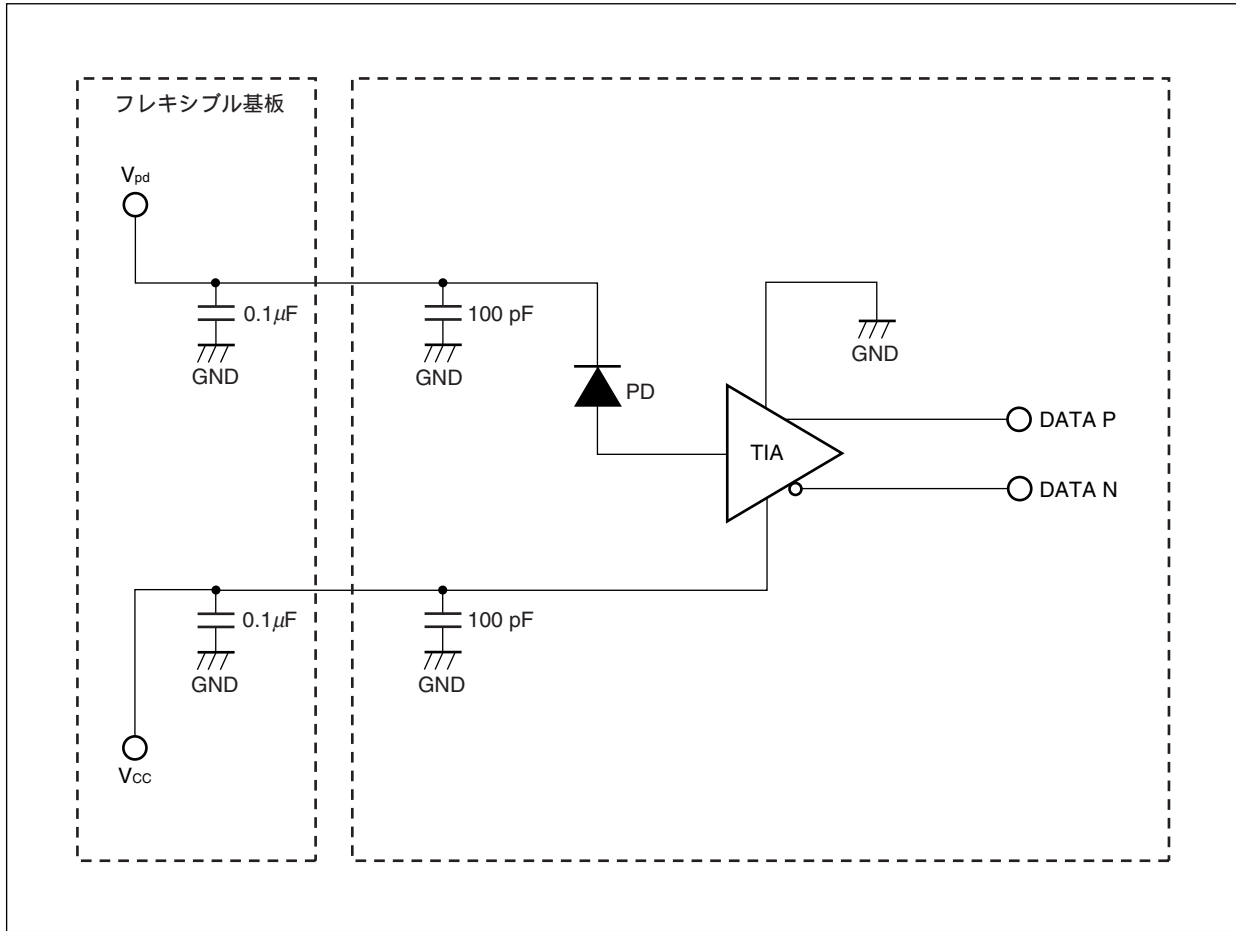 フレキシブル基板
Vpd
0.1μF
GND
100 pF
GND
PD
GND
TIA
DATA P
DATA N
0.1μF
GND
100 pF
GND
VCC